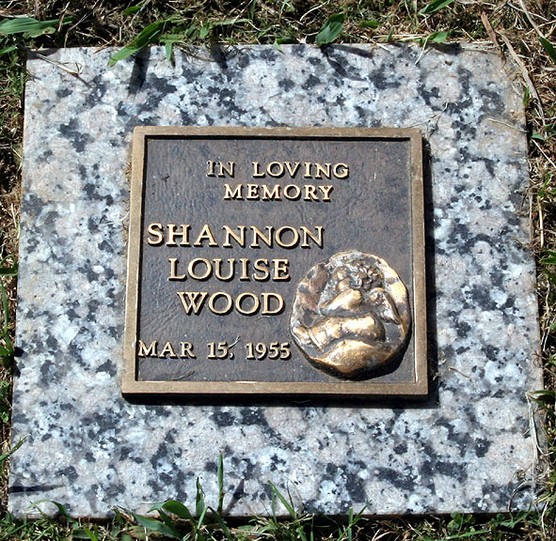 IN LOVING
MEMORY
SHANNON
LOUISE
WOOD
MAR 15, 1955